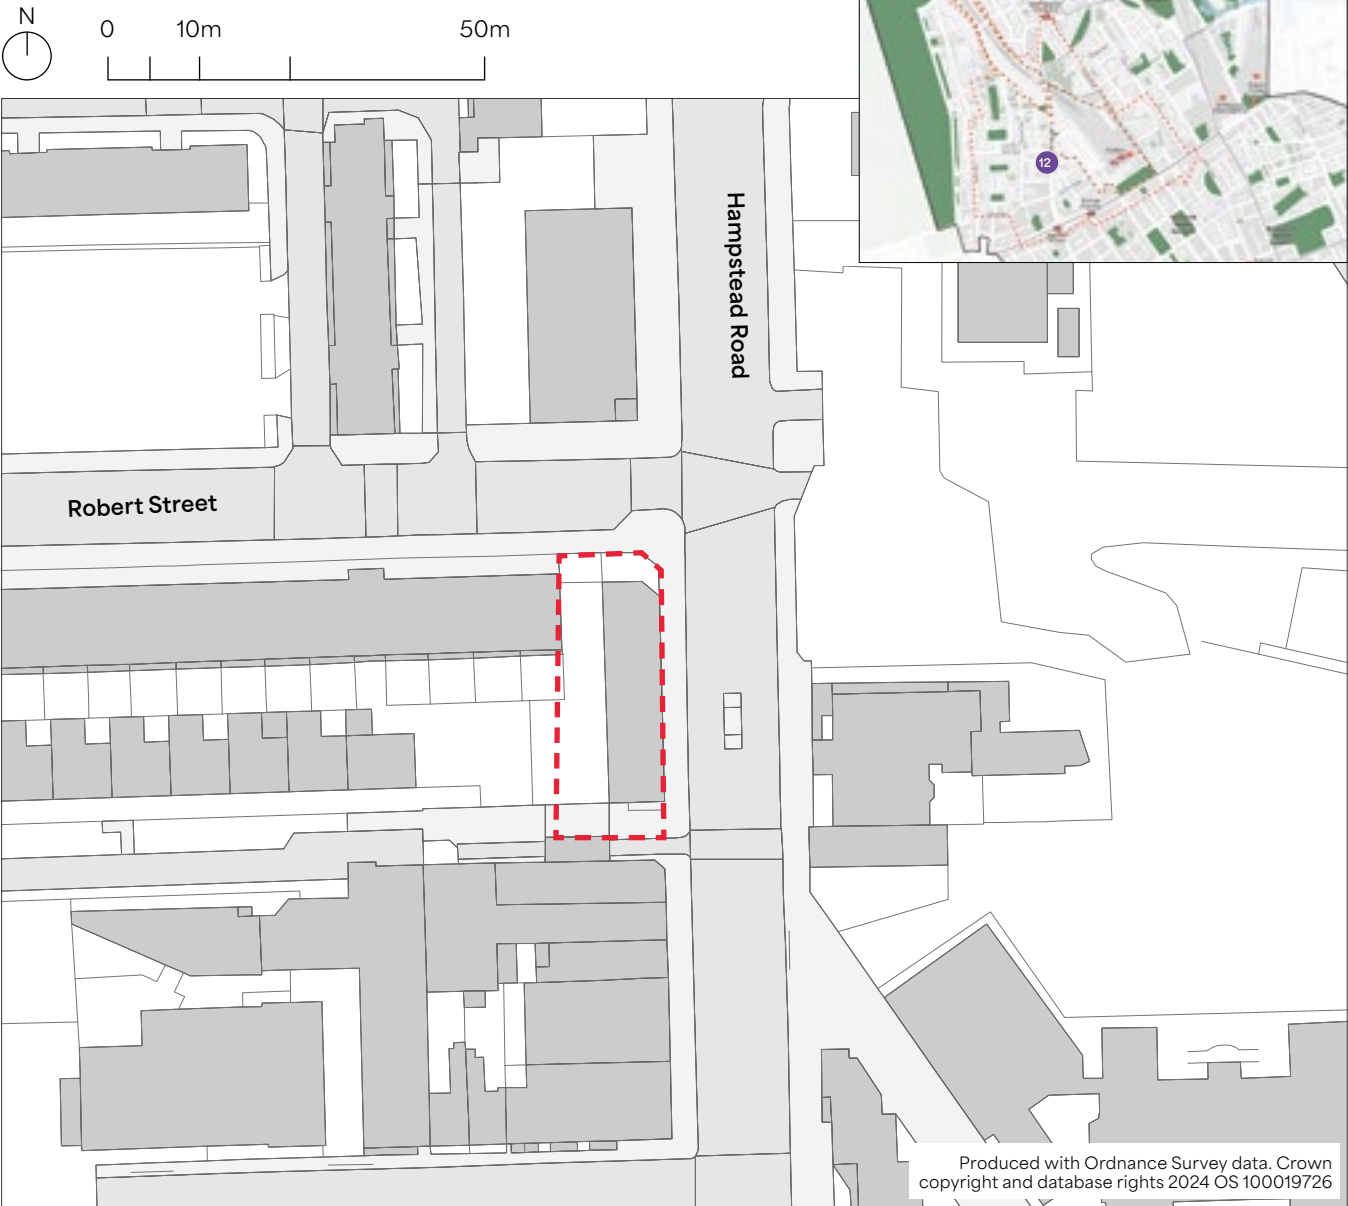 N
0 10m 50m
12
Hampstead Road
Robert Street
Produced with Ordnance Survey data. Crown
copyright and database rights 2024 OS 100019726